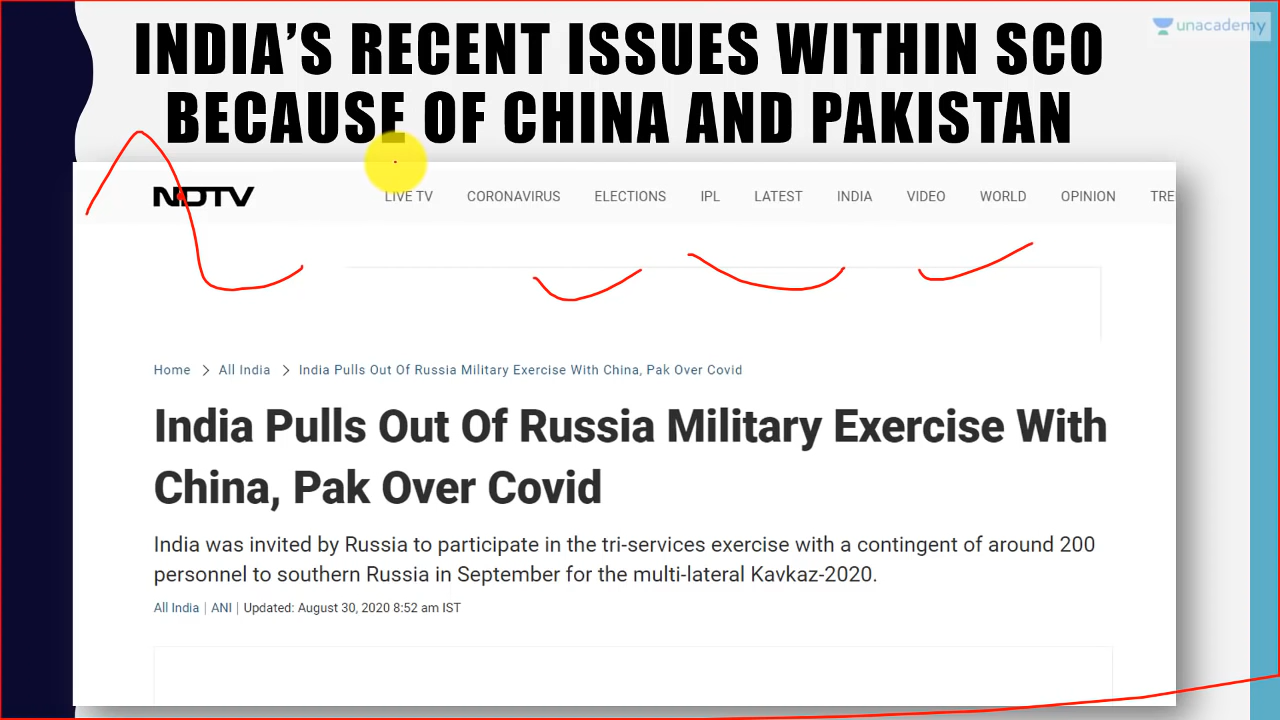 unacademy
INDIA'S RECENT ISSUES WITHIN SCO
BECAUSE OF CHINA AND PAKISTAN
NDTV LIVE TV CORONAVIRUS ELECTIONS IPL LATEST INDIA VIDEO WORLD OPINION TRE
Home > All India > India Pulls Out Of Russia Military Exercise With China, Pak Over Covid
India Pulls Out Of Russia Military Exercise With
China, Pak Over Covid
India was invited by Russia to participate in the tri-services exercise with a contingent of around 200
personnel to southern Russia in September for the multi-lateral Kavkaz-2020.
All India | ANI | Updated: August 30, 2020 8:52 am IST